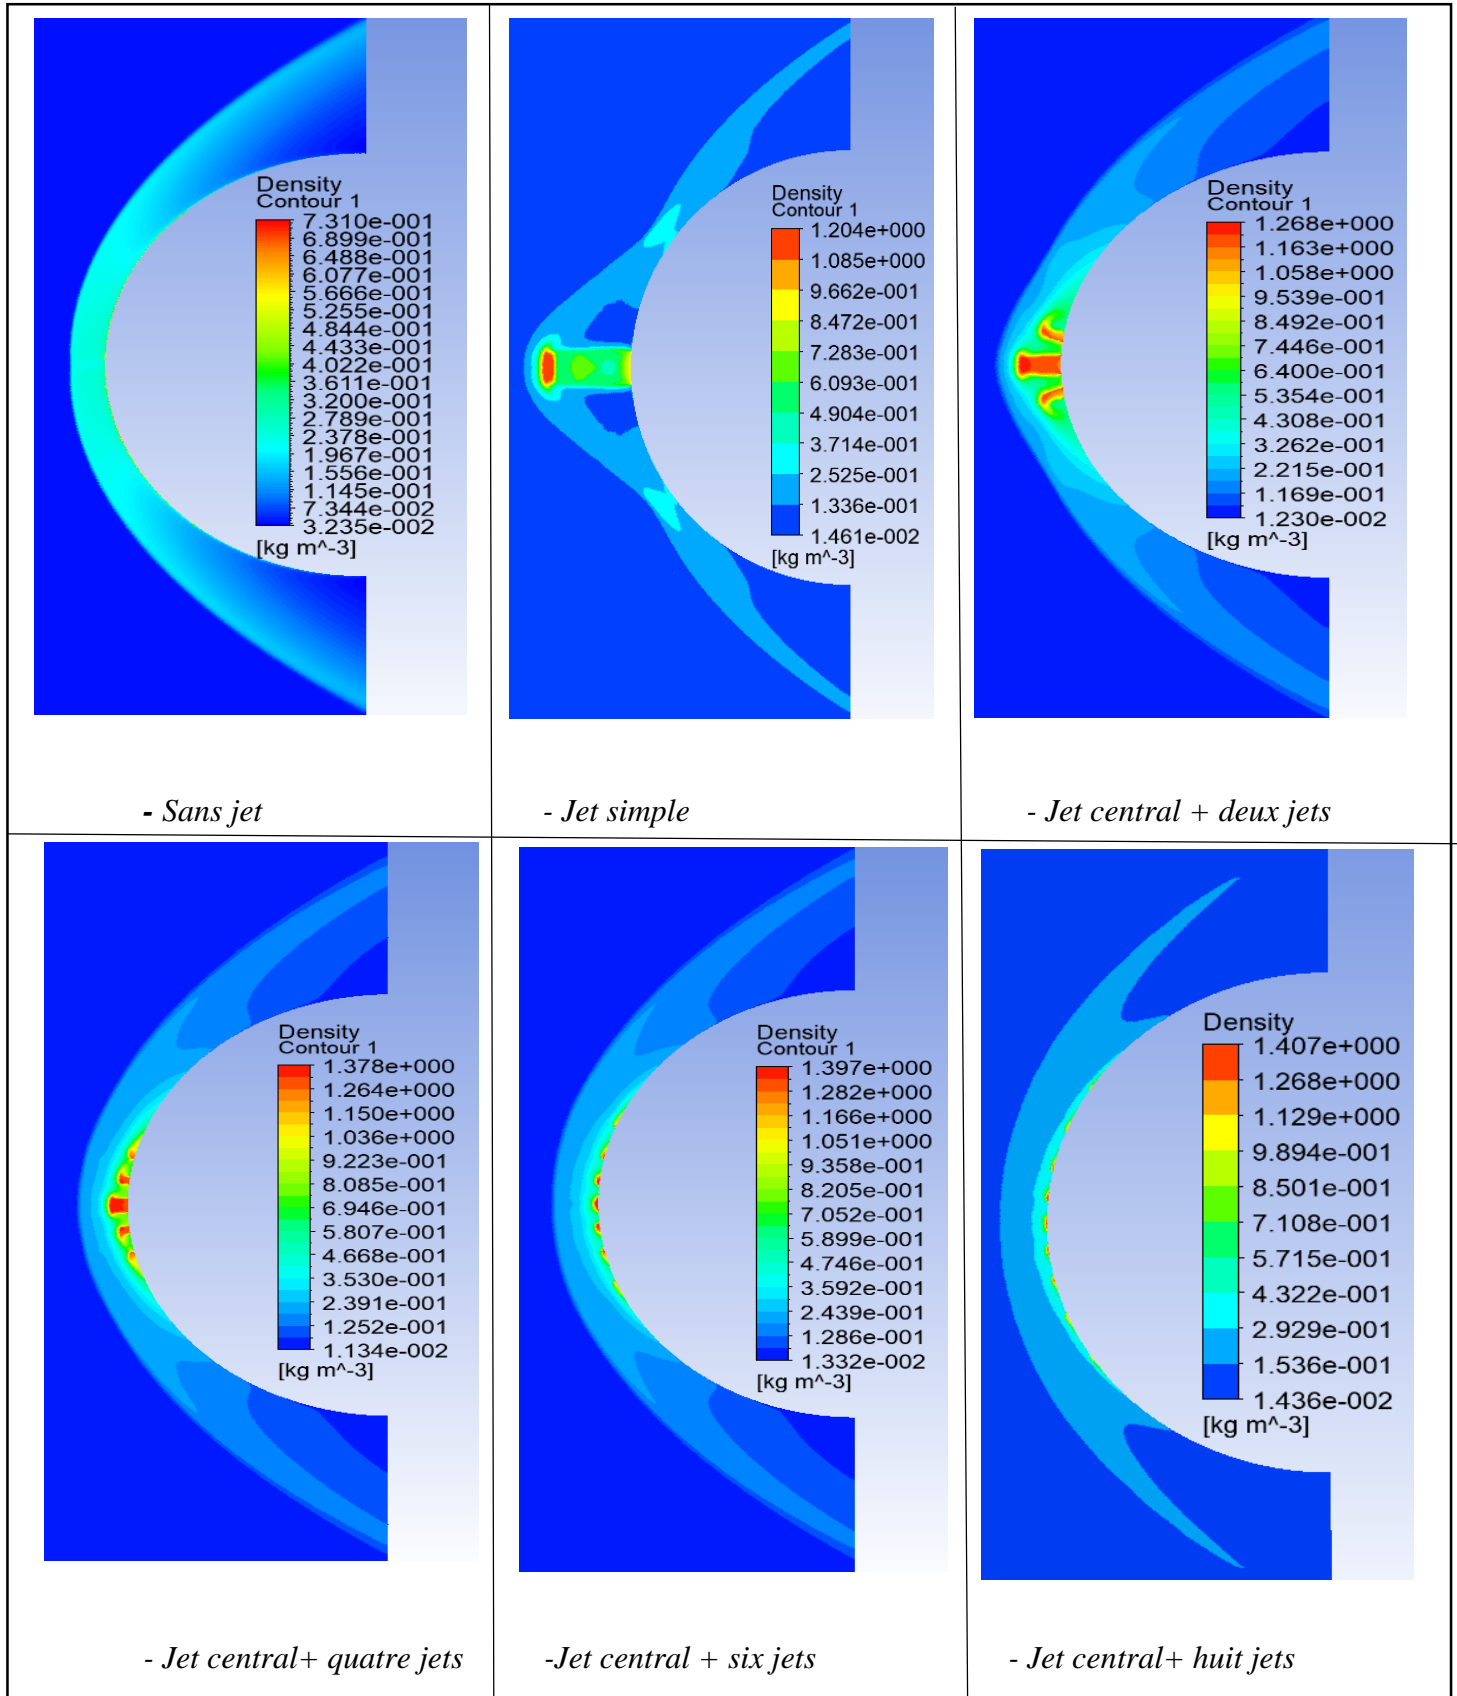 Density
Contour 1
7.310e-001
6.899e-001
6.488e-001
6.077e-001
5.666e-001
5.255e-001
4.844e-001
4.433e-001
4.022e-001
3.611e-001
3.200e-001
2.789e-001
2.378e-001
1.967e-001
1.556e-001
1.145e-001
7.344e-002
3.235e-002
[kg m^-3]
- Sans jet
Density
Contour 1
1.204e+000
1.085e+000
9.662e-001
8.472e-001
7.283e-001
6.093e-001
4.904e-001
3.714e-001
2.525e-001
1.336e-001
1.461e-002
[kg m^-3]
- Jet simple
Density
Contour 1
1.268e+000
1.163e+000
1.058e+000
9.539e-001
8.492e-001
7.446e-001
6.400e-001
5.354e-001
4.308e-001
3.262e-001
2.215e-001
1.169e-001
1.230e-002
[kg m^-3]
- Jet central + deux jets
Density
Contour 1
1.378e+000
1.264e+000
1.150e+000
1.036e+000
9.223e-001
8.085e-001
6.946e-001
5.807e-001
4.668e-001
3.530e-001
2.391e-001
1.252e-001
1.134e-002
[kg m^-3]
- Jet central+ quatre jets
Density
Contour 1
1.397e+000
1.282e+000
1.166e+000
1.051e+000
9.358e-001
8.205e-001
7.052e-001
5.899e-001
4.746e-001
3.592e-001
2.439e-001
1.286e-001
1.332e-002
[kg m^-3]
-Jet central + six jets
Density
1.407e+000
1.268e+000
1.129e+000
9.894e-001
8.501e-001
7.108e-001
5.715e-001
4.322e-001
2.929e-001
1.536e-001
1.436e-002
[kg m^-3]
- Jet central+ huit jets